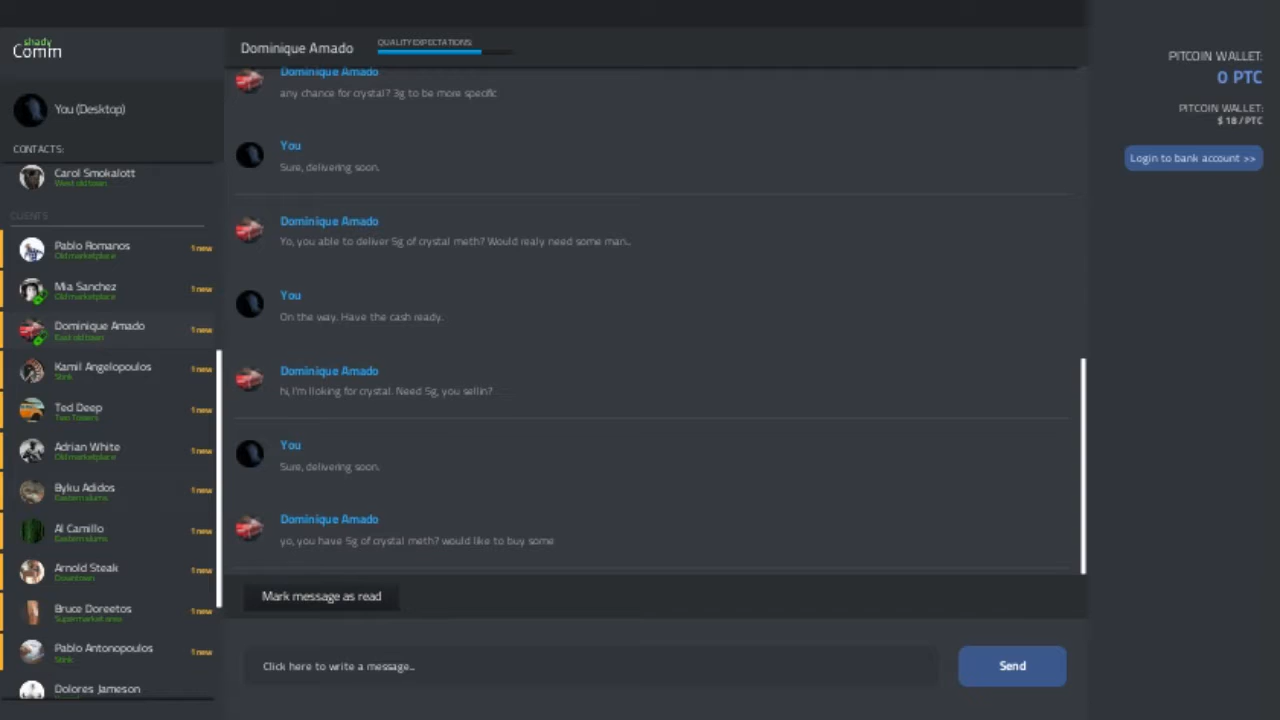 shady
Comm
You (Desktop)
CONTACTS:
Carol Smokalott
West old town
CLIENTS
Pablo Romanos
Old marketplace
1 new
Mia Sanchez
Old marketplace
1 new
Dominique Amado
East old town
1 new
Kamil Angelopoulos
Stink
1 new
Ted Deep
Two Towers
1 new
Adrian White
Old marketplace
1 new
Byku Adidos
Eastern slums
1 new
Al Camillo
Eastern slums
1 new
Arnold Steak
Downtown
1 new
Bruce Doreetos
Supermarket area
1 new
Pablo Antonopoulos
Stink
1 new
Dolores Jameson
Dominique Amado
QUALITY EXPECTATIONS:
Dominique Amado
any chance for crystal? 3g to be more specific
You
Sure, delivering soon.
Dominique Amado
Yo, you able to deliver 5g of crystal meth? Would realy need some man..
You
On the way. Have the cash ready.
Dominique Amado
hi, I'm lloking for crystal. Need 5g, you sellin?
You
Sure, delivering soon.
Dominique Amado
yo, you have 5g of crystal meth? would like to buy some
Mark message as read
Click here to write a message...
Send
PITCOIN WALLET:
0 PTC
PITCOIN WALLET:
$ 18 / PTC
Login to bank account >>